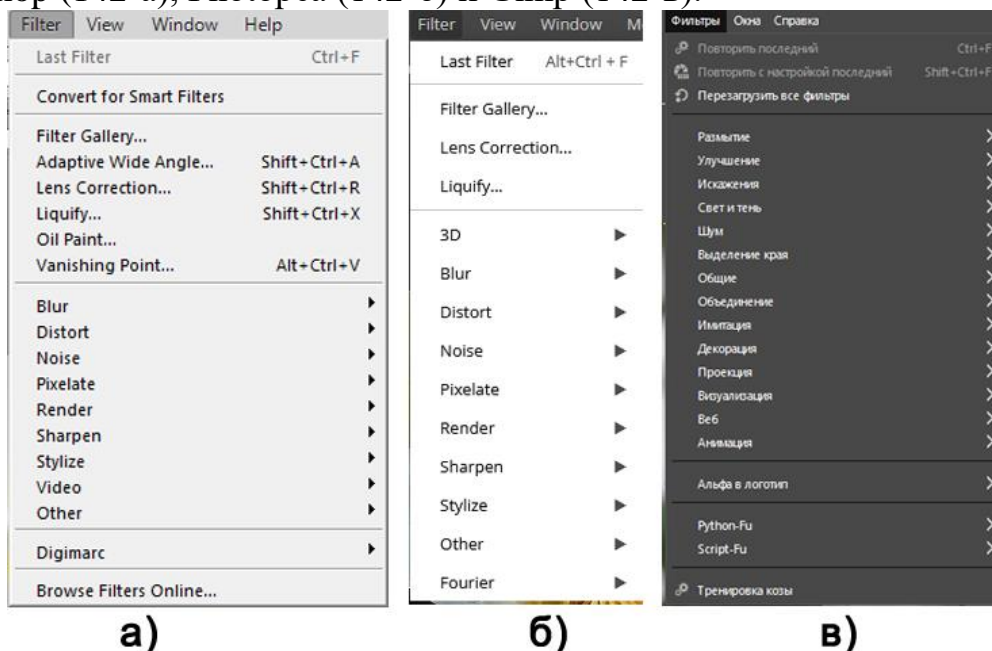 Filter View Window Help
Last Filter Ctrl+F
Convert for Smart Filters
Filter Gallery...
Adaptive Wide Angle... Shift+Ctrl+A
Lens Correction... Shift+Ctrl+R
Liquify... Shift+Ctrl+X
Oil Paint...
Vanishing Point... Alt+Ctrl+V
Blur
Distort
Noise
Pixelate
Render
Sharpen
Stylize
Video
Other
Digimarc
Browse Filters Online...
а)
Filter View Window
Last Filter Alt+Ctrl + F
Filter Gallery...
Lens Correction...
Liquify...
3D
Blur
Distort
Noise
Pixelate
Render
Sharpen
Stylize
Other
Fourier
б)
Фильтры Окна Справка
Повторить последний Ctrl+F
Повторить с настройкой последний Shift+Ctrl+F
Перезагрузить все фильтры
Размытие
Улучшение
Искажения
Свет и тень
Шум
Выделение края
Общие
Объединение
Имитация
Декорация
Проекция
Визуализация
Веб
Анимация
Альфа в логотип
Python-Fu
Script-Fu
Тренировка козы
в)